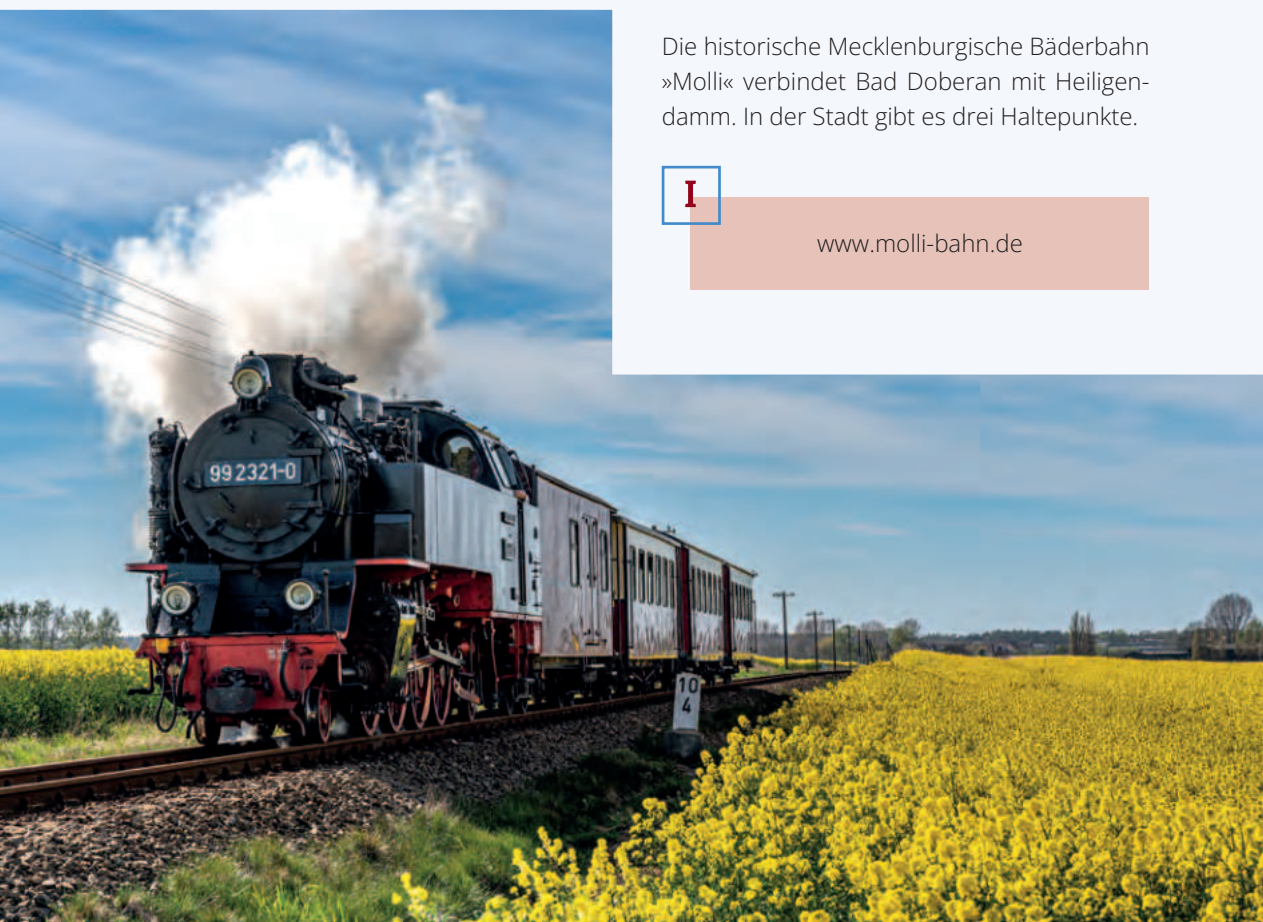 Die historische Mecklenburgische Bäderbahn
»Molli« verbindet Bad Doberan mit Heiligen-
damm. In der Stadt gibt es drei Haltepunkte.
I
www.molli-bahn.de
99 2321-0
10
4